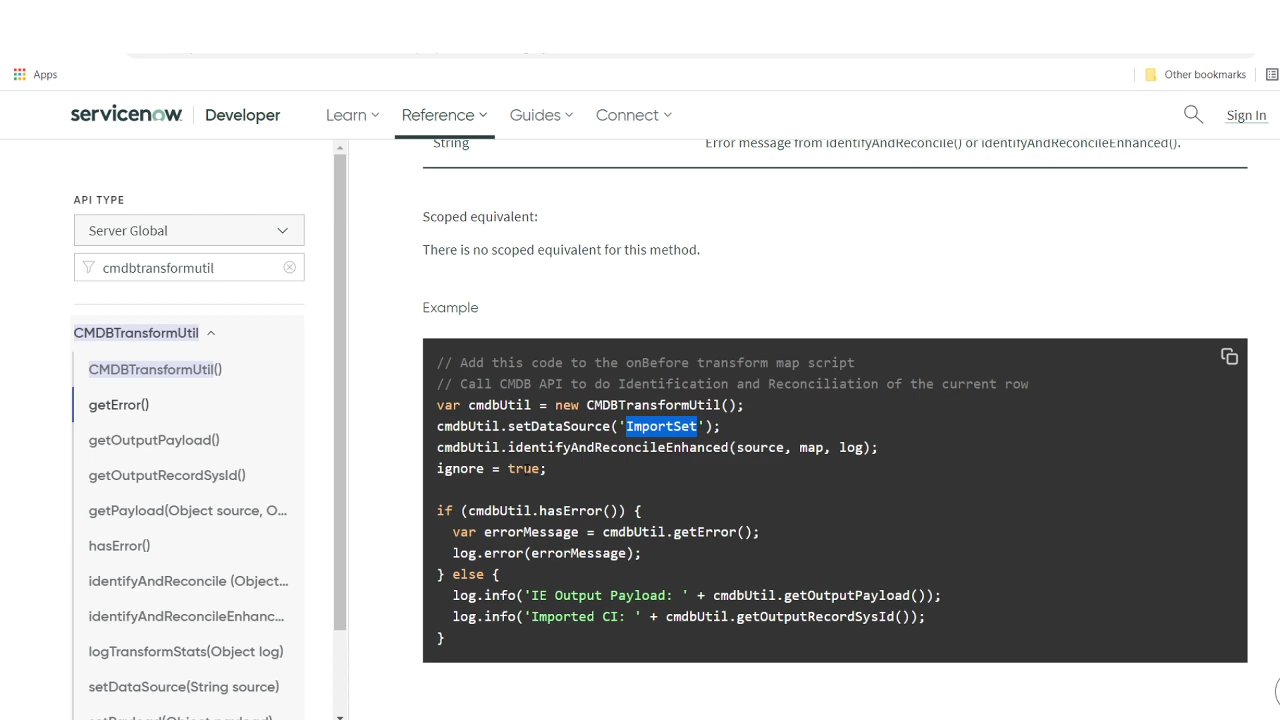 Apps
Other bookmarks
servicenow Developer Learn Reference Guides Connect Sign In
API TYPE
Server Global
cmdbtransformutil
CMDBTransformUtil
CMDBTransformUtil()
getError()
getOutputPayload()
getOutputRecordSysId()
getPayload(Object source, O...
hasError()
identifyAndReconcile (Object...
identifyAndReconcileEnhanc...
logTransformStats(Object log)
setDataSource(String source)
setPayload(Object payload)
String Error message from identifyAndReconcile() or identifyAndReconcileEnhanced().
Scoped equivalent:
There is no scoped equivalent for this method.
Example
// Add this code to the onBefore transform map script
// Call CMDB API to do Identification and Reconciliation of the current row
var cmdbUtil = new CMDBTransformUtil();
cmdbUtil.setDataSource('ImportSet');
cmdbUtil.identifyAndReconcileEnhanced(source, map, log);
ignore = true;
if (cmdbUtil.hasError()) {
var errorMessage = cmdbUtil.getError();
log.error(errorMessage);
} else {
log.info('IE Output Payload: ' + cmdbUtil.getOutputPayload());
log.info('Imported CI: ' + cmdbUtil.getOutputRecordSysId());
}